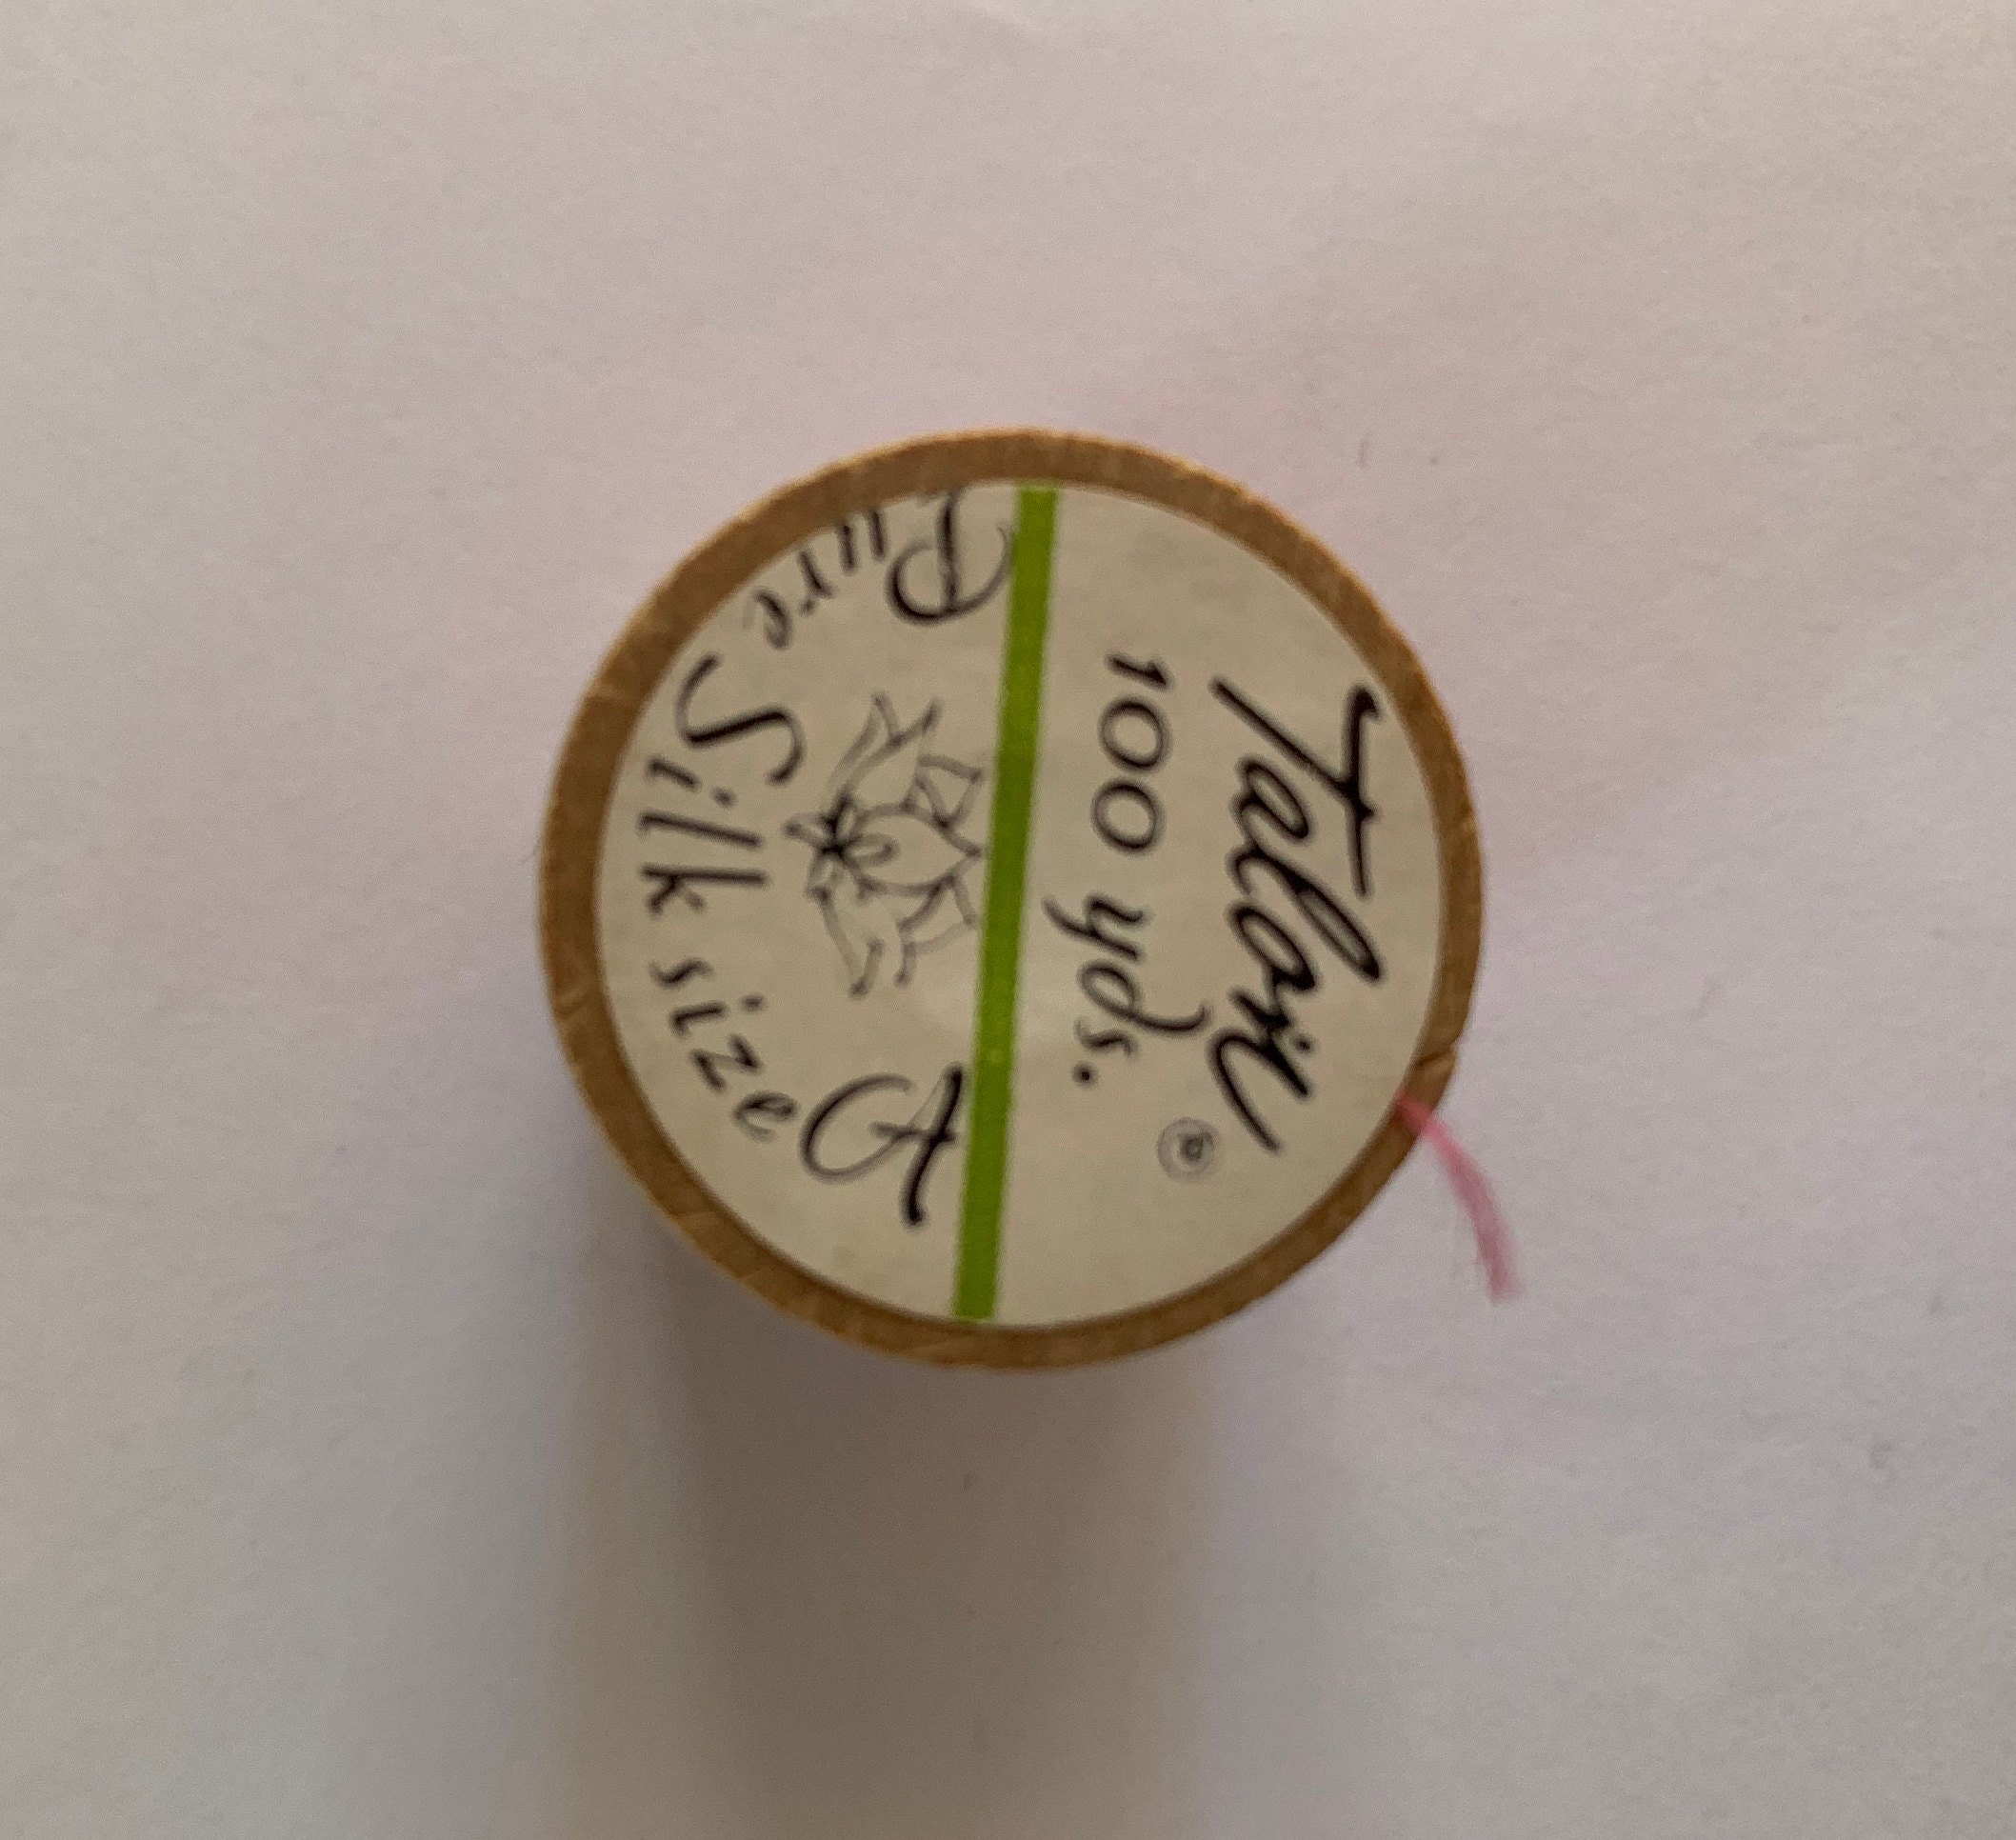 Talon ®
100 yds.
Pure Silk size A